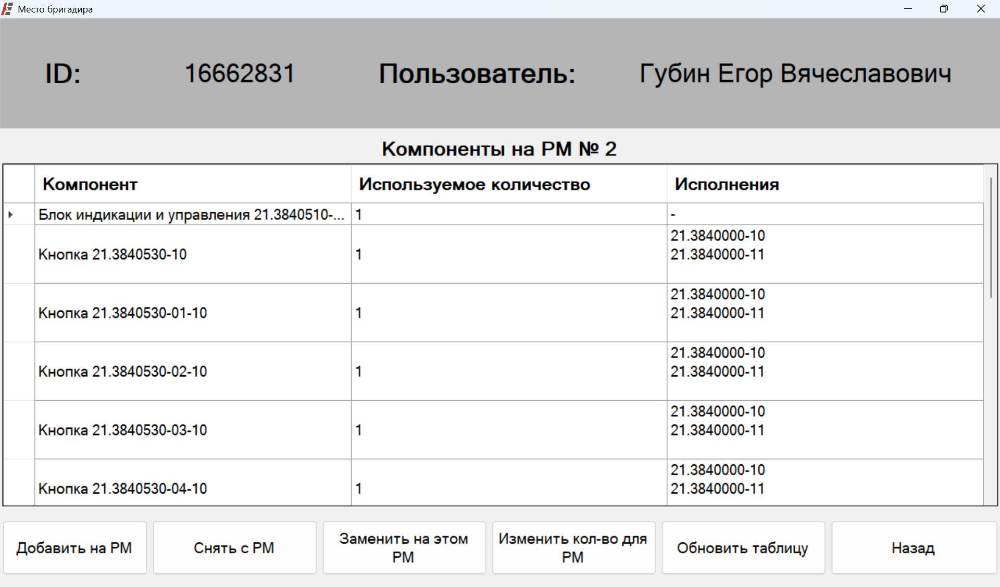 Место бригадира
ID: 16662831 Пользователь: Губин Егор Вячеславович
Компоненты на РМ № 2
Компонент Используемое количество Исполнения
Блок индикации и управления 21.3840510-... 1 -
Кнопка 21.3840530-10 1 21.3840000-10
21.3840000-11
Кнопка 21.3840530-01-10 1 21.3840000-10
21.3840000-11
Кнопка 21.3840530-02-10 1 21.3840000-10
21.3840000-11
Кнопка 21.3840530-03-10 1 21.3840000-10
21.3840000-11
Кнопка 21.3840530-04-10 1 21.3840000-10
21.3840000-11
Добавить на РМ
Снять с РМ
Заменить на этом
РМ
Изменить кол-во для
РМ
Обновить таблицу
Назад